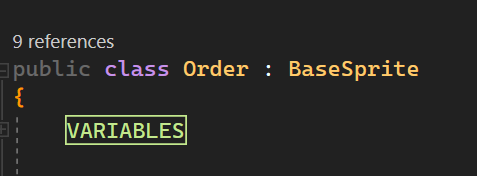 9 references
public class Order : BaseSprite
{
VARIABLES